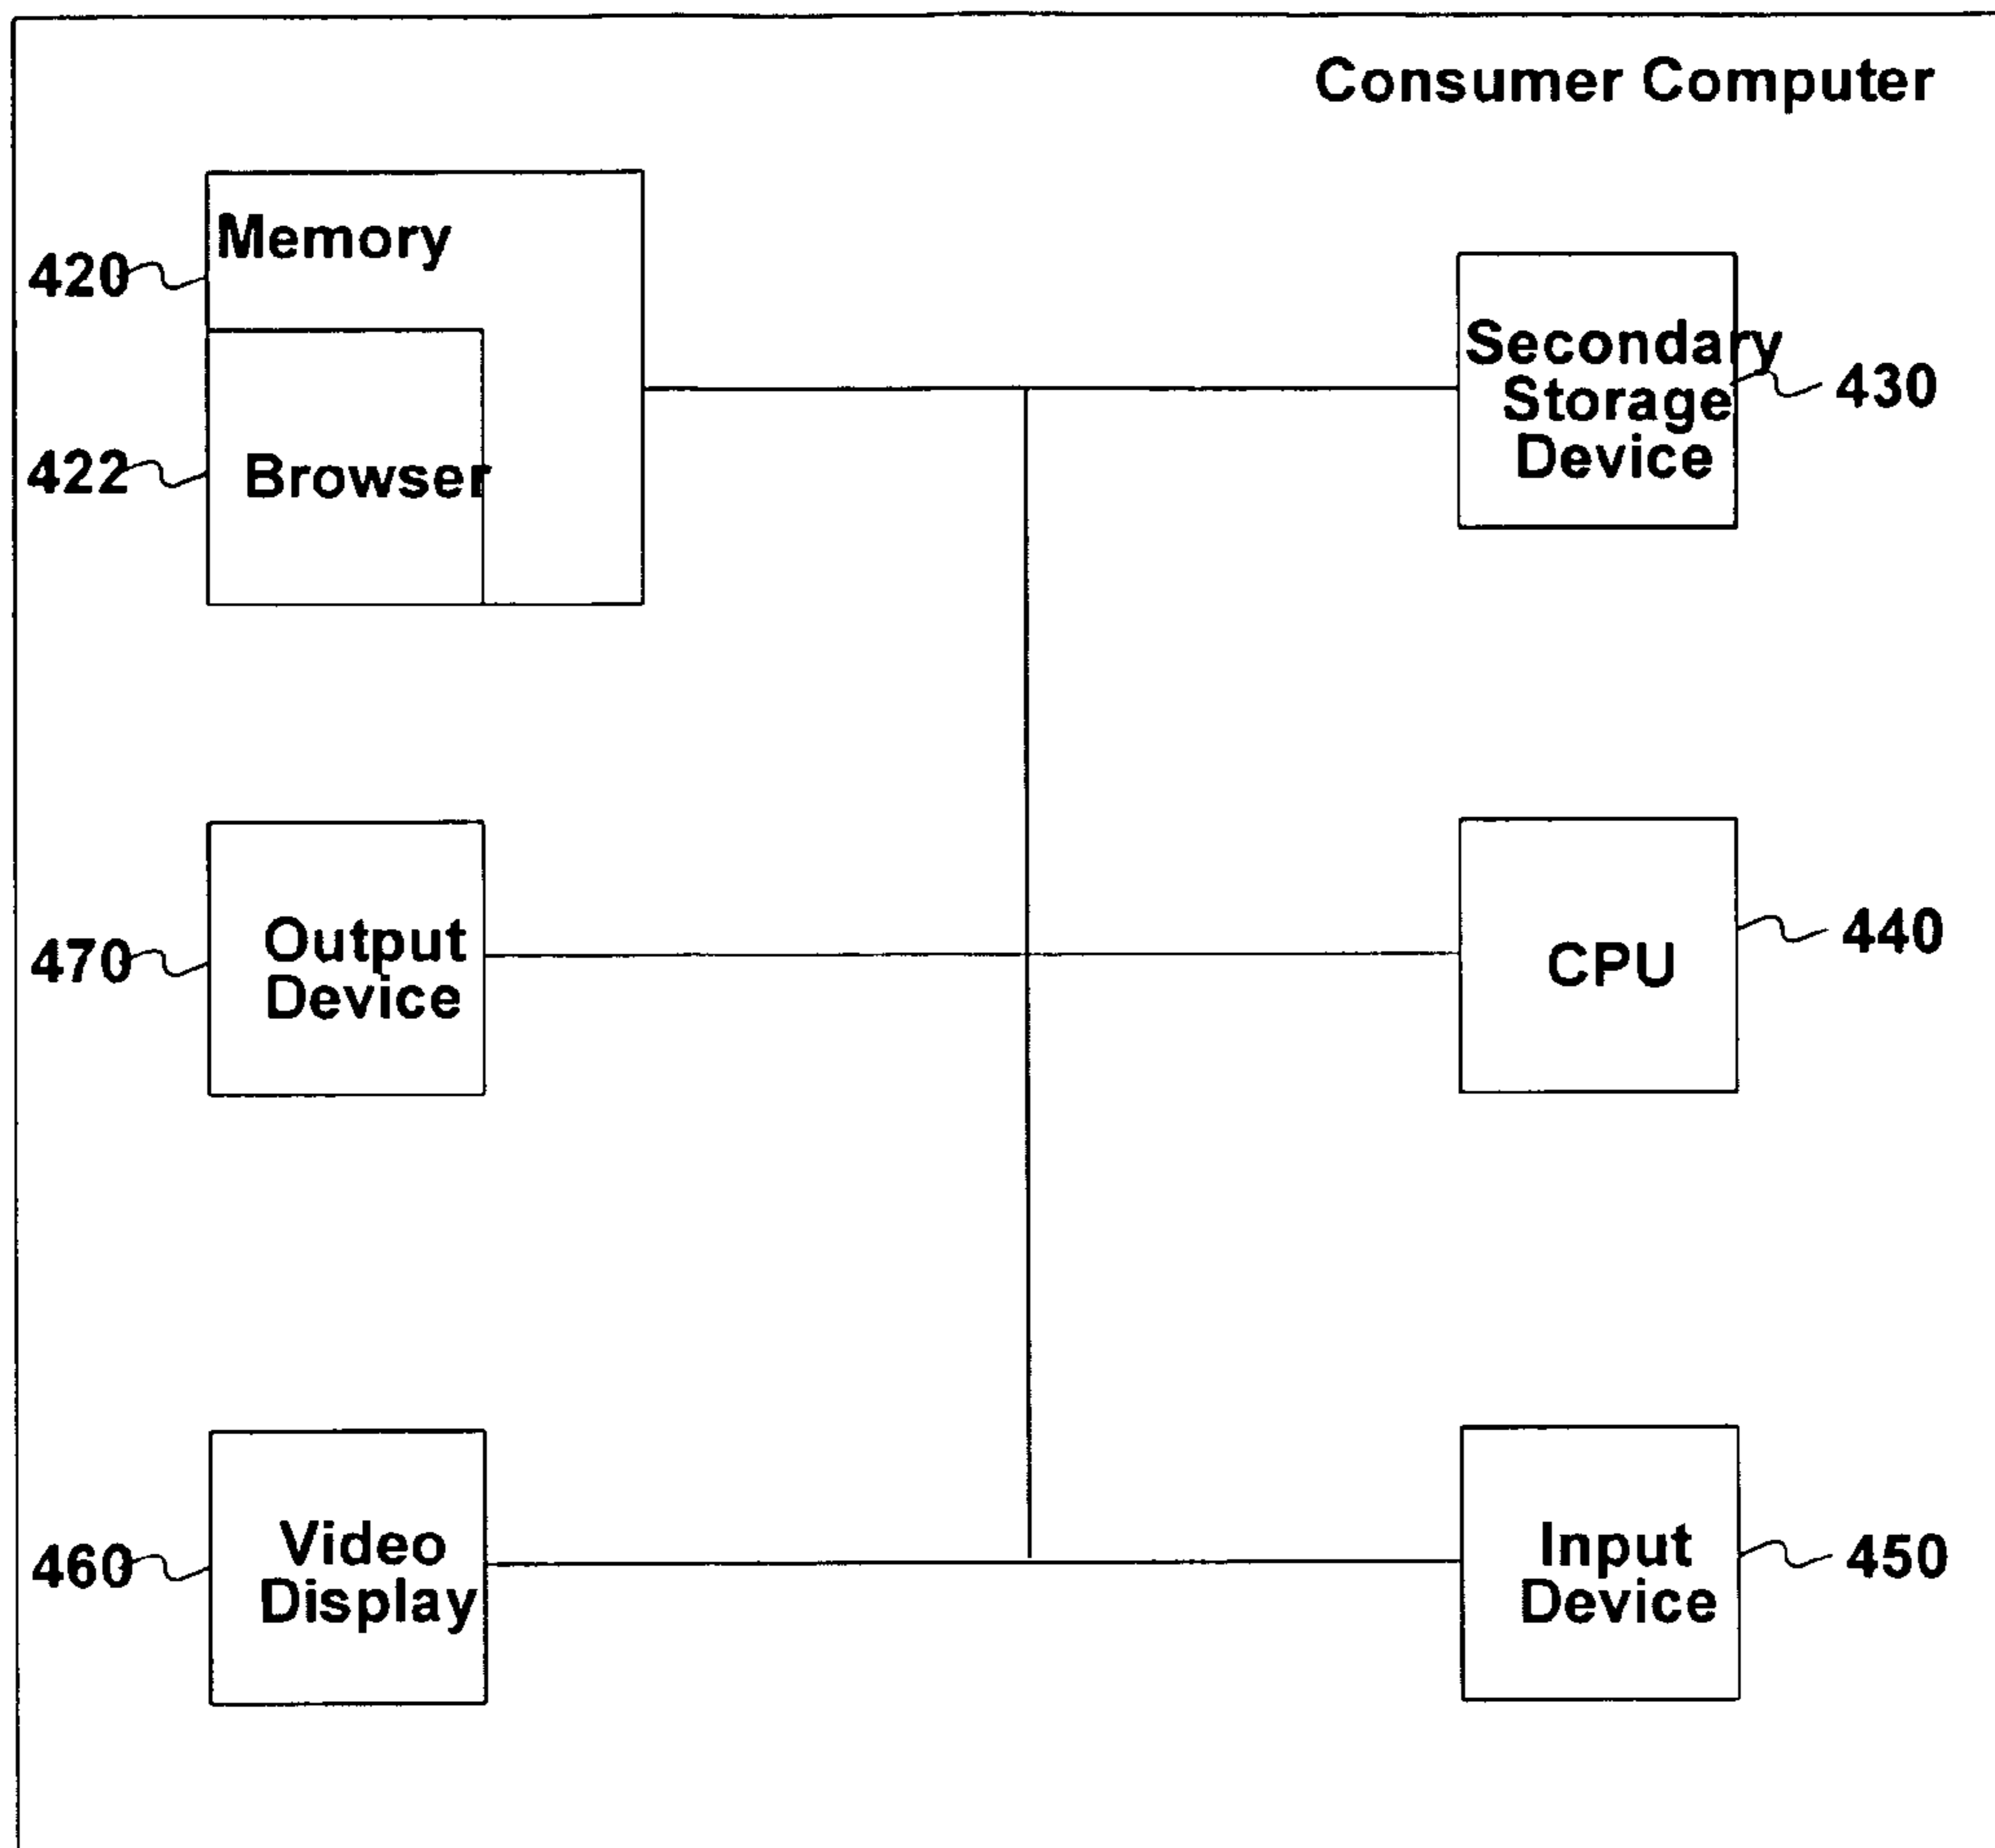 Consumer Computer
Memory
420
Secondary
Storage
Device
430
422
Browser
Output
Device
470
CPU
440
Video
Display
460
Input
Device
450